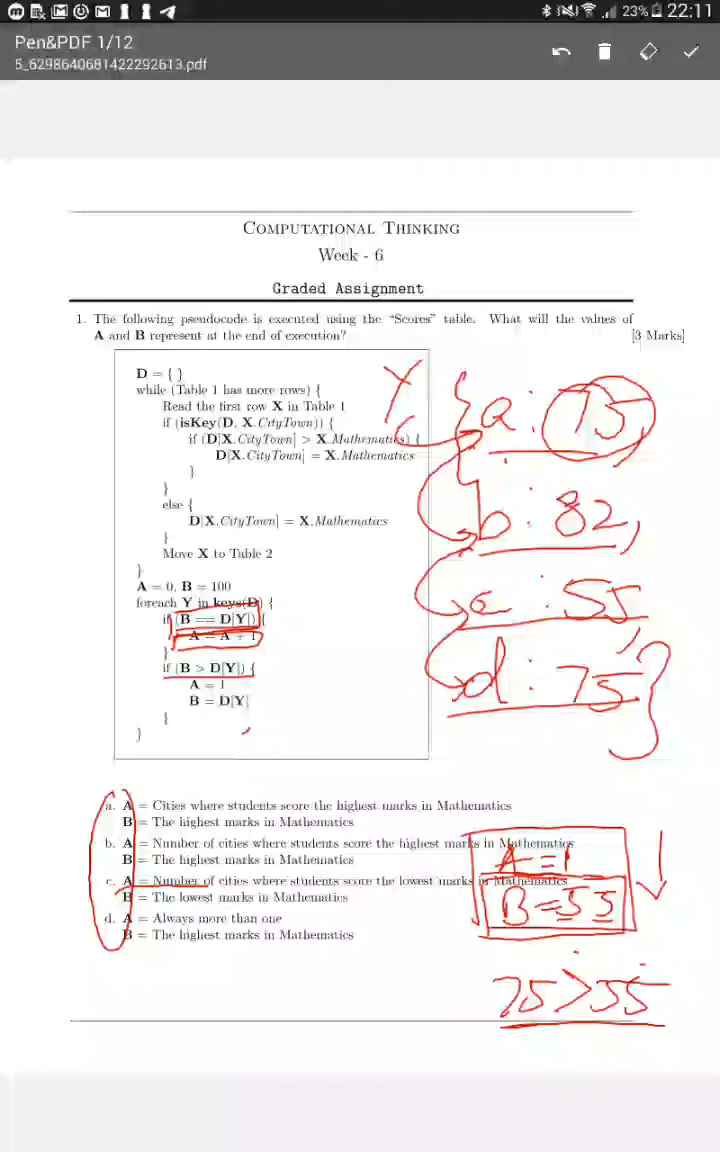 23% 22:11
Pen&PDF 1/12
5_6298640681422292613.pdf
COMPUTATIONAL THINKING
Week - 6
Graded Assignment
1. The following pseudocode is executed using the "Scores" table. What will the values of
A and B represent at the end of execution? [3 Marks]
D = { }
while (Table 1 has more rows) {
Read the first row X in Table 1
if (isKey(D, X.CityTown)) {
if (D[X.CityTown] > X.Mathematics) {
D[X.CityTown] = X.Mathematics
}
}
else {
D[X.CityTown] = X.Mathematics
}
Move X to Table 2
}
A = 0, B = 100
foreach Y in keys(D) {
if (B == D[Y]) {
A = A + 1
}
if (B > D[Y]) {
A = 1
B = D[Y]
}
}
{a : 75,
b : 82,
c : 55
d : 75 }
a. A = Cities where students score the highest marks in Mathematics
B = The highest marks in Mathematics
b. A = Number of cities where students score the highest marks in Mathematics
B = The highest marks in Mathematics
c. A = Number of cities where students score the lowest marks in Mathematics
B = The lowest marks in Mathematics
d. A = Always more than one
B = The highest marks in Mathematics
A = 1
B = 55
75 > 55